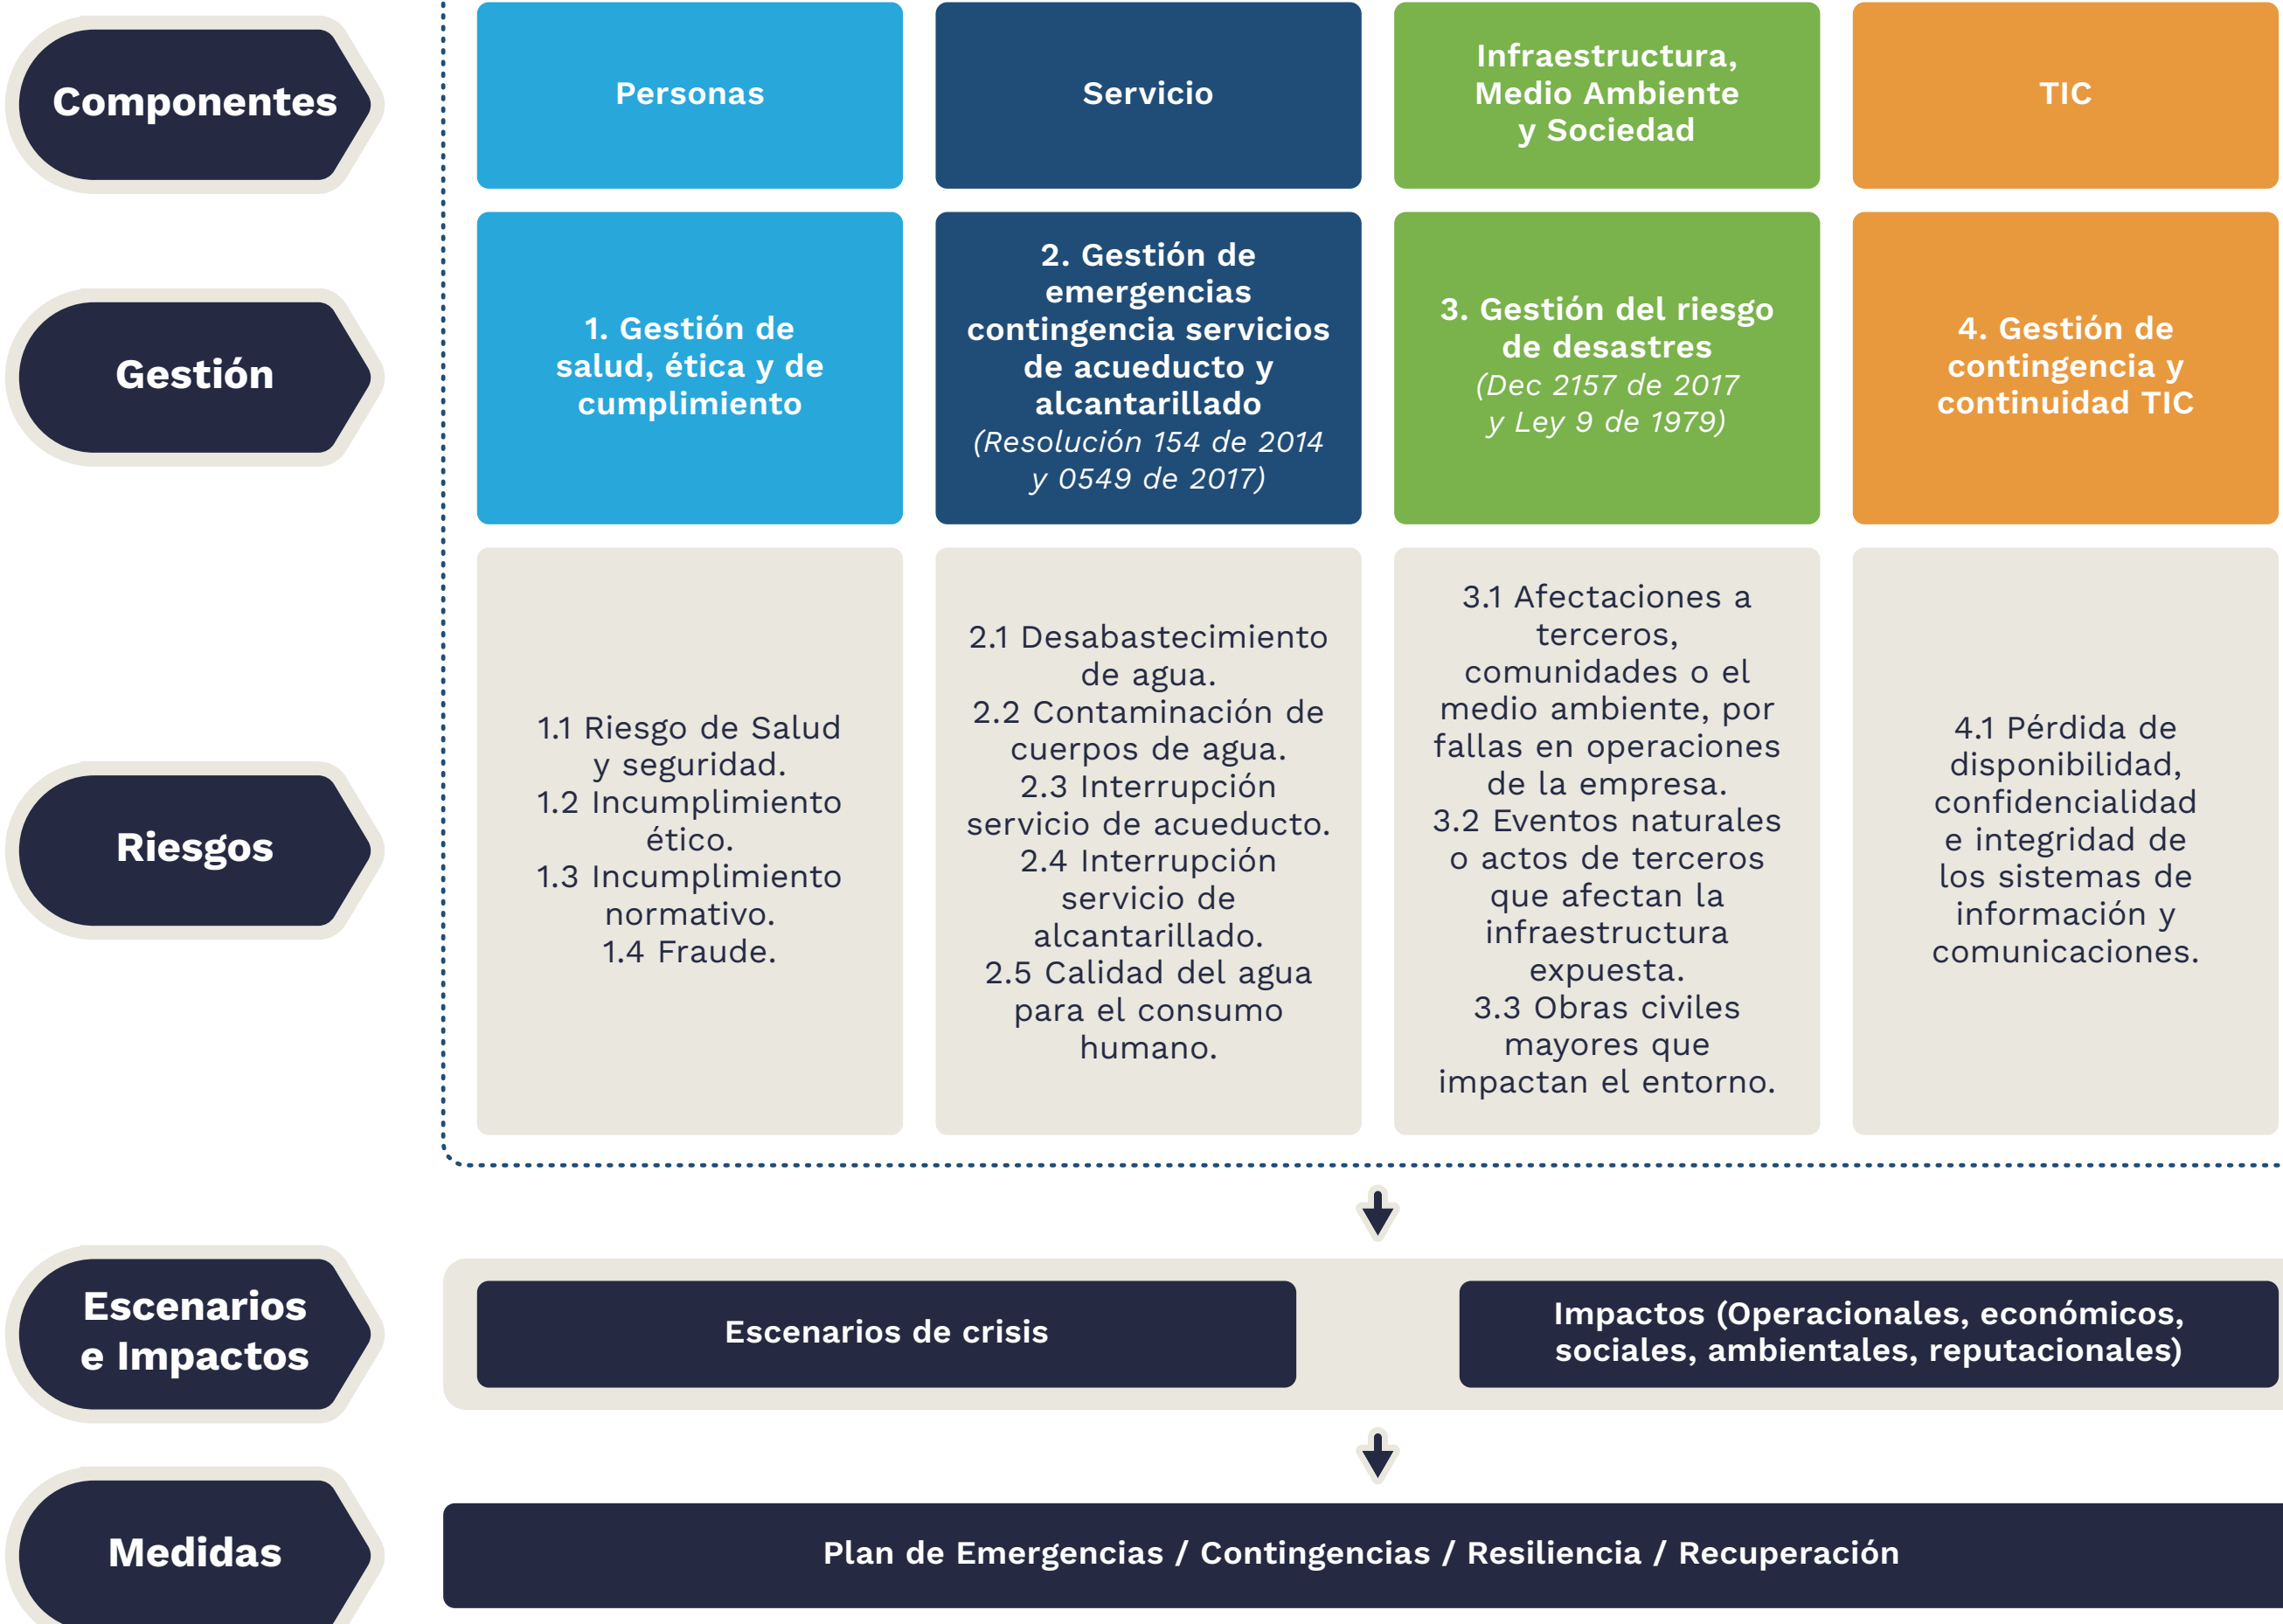 Componentes
Personas
Servicio
Infraestructura,
Medio Ambiente
y Sociedad
TIC
Gestión
1. Gestión de
salud, ética y de
cumplimiento
2. Gestión de
emergencias
contingencia servicios
de acueducto y
alcantarillado
(Resolución 154 de 2014
y 0549 de 2017)
3. Gestión del riesgo
de desastres
(Dec 2157 de 2017
y Ley 9 de 1979)
4. Gestión de
contingencia y
continuidad TIC
Riesgos
1.1 Riesgo de Salud
y seguridad.
1.2 Incumplimiento
ético.
1.3 Incumplimiento
normativo.
1.4 Fraude.
2.1 Desabastecimiento
de agua.
2.2 Contaminación de
cuerpos de agua.
2.3 Interrupción
servicio de acueducto.
2.4 Interrupción
servicio de
alcantarillado.
2.5 Calidad del agua
para el consumo
humano.
3.1 Afectaciones a
terceros,
comunidades o el
medio ambiente, por
fallas en operaciones
de la empresa.
3.2 Eventos naturales
o actos de terceros
que afectan la
infraestructura
expuesta.
3.3 Obras civiles
mayores que
impactan el entorno.
4.1 Pérdida de
disponibilidad,
confidencialidad
e integridad de
los sistemas de
información y
comunicaciones.
Escenarios
e Impactos
Escenarios de crisis
Impactos (Operacionales, económicos,
sociales, ambientales, reputacionales)
Medidas
Plan de Emergencias / Contingencias / Resiliencia / Recuperación